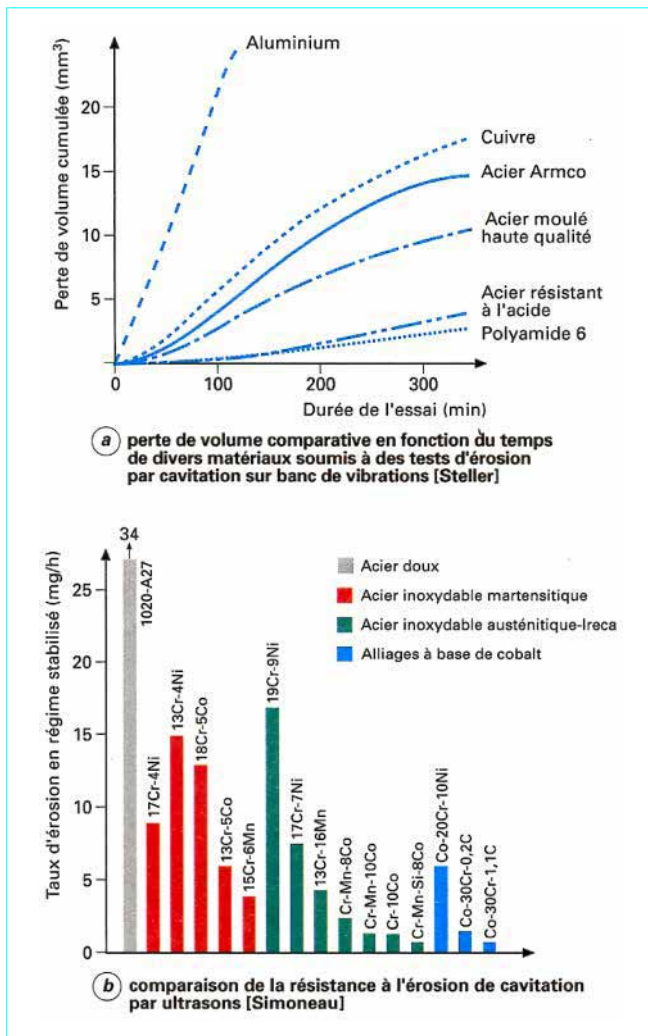 Perte de volume cumulée (mm³)
20
15
10
5
0
0
100
200
300
Durée de l'essai (min)
Aluminium
Cuivre
Acier Armco
Acier moulé
haute qualité
Acier résistant
à l'acide
Polyamide 6
a perte de volume comparative en fonction du temps
de divers matériaux soumis à des tests d'érosion
par cavitation sur banc de vibrations [Steller]
Taux d'érosion en régime stabilisé (mg/h)
34
25
20
15
10
5
0
Acier doux
Acier inoxydable martensitique
Acier inoxydable austénitique-Ireca
Alliages à base de cobalt
1020-A27
17Cr-4Ni
13Cr-4Ni
18Cr-5Co
13Cr-5Co
15Cr-6Mn
19Cr-9Ni
17Cr-7Ni
13Cr-16Mn
Cr-Mn-8Co
Cr-Mn-10Co
Cr-10Co
Cr-Mn-Si-8Co
Co-20Cr-10Ni
Co-30Cr-0,2C
Co-30Cr-1,1C
b comparaison de la résistance à l'érosion de cavitation
par ultrasons [Simoneau]